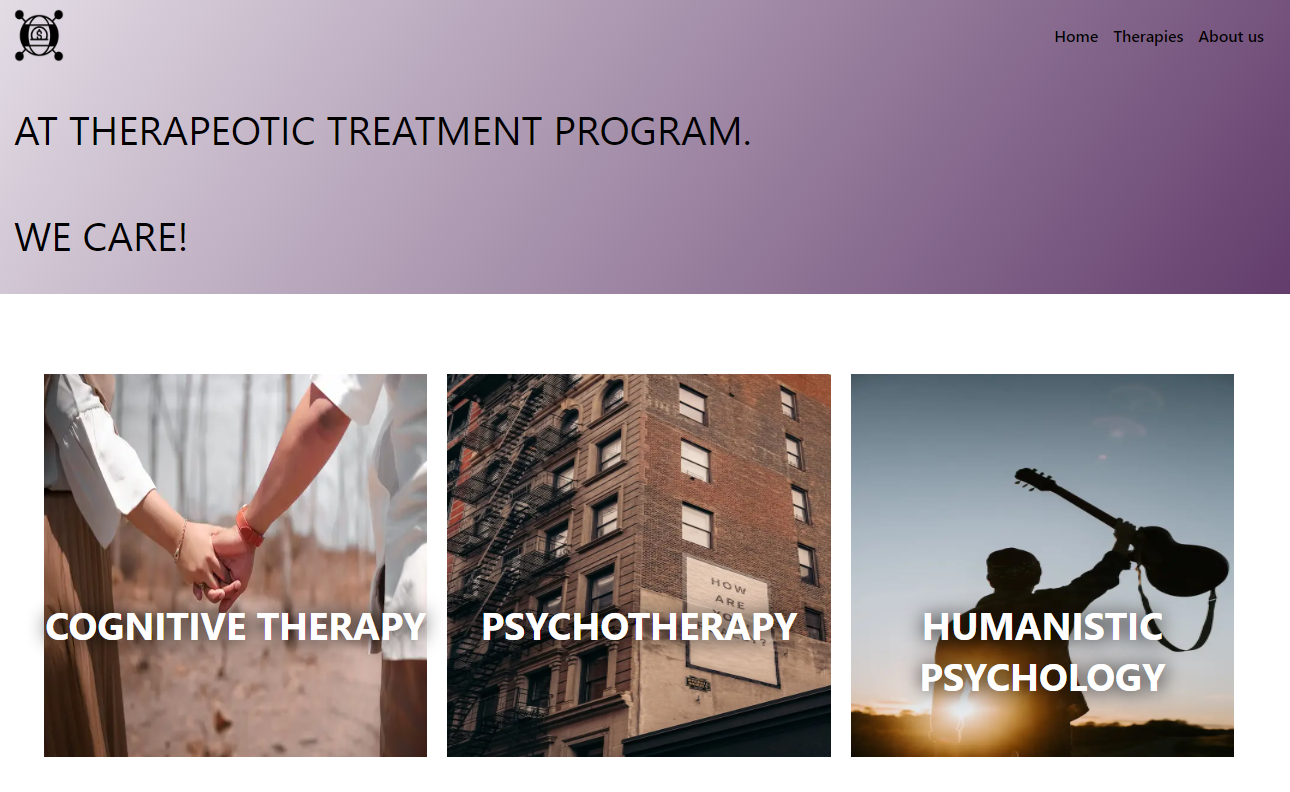 Home Therapies About us
AT THERAPEOTIC TREATMENT PROGRAM.
WE CARE!
HOW
ARE
COGNITIVE THERAPY
PSYCHOTHERAPY
HUMANISTIC
PSYCHOLOGY